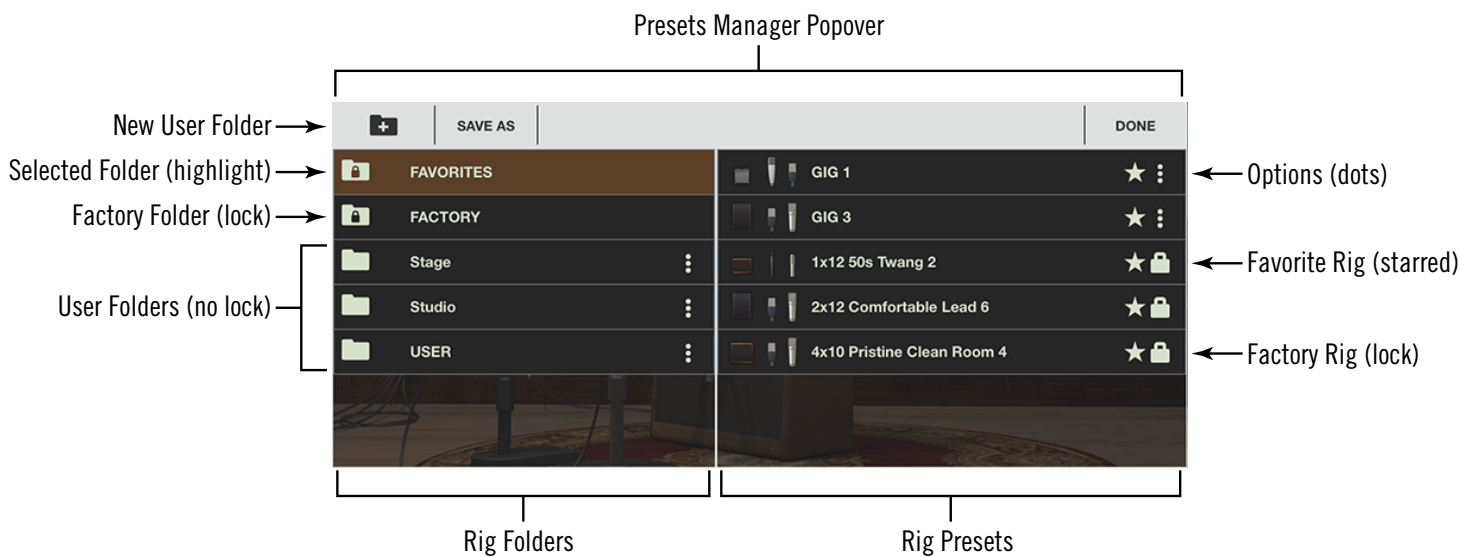 Presets Manager Popover
New User Folder
SAVE AS
DONE
Selected Folder (highlight)
FAVORITES
GIG 1
Options (dots)
Factory Folder (lock)
FACTORY
GIG 3
Stage
1x12 50s Twang 2
Favorite Rig (starred)
User Folders (no lock)
Studio
2x12 Comfortable Lead 6
USER
4x10 Pristine Clean Room 4
Factory Rig (lock)
Rig Folders
Rig Presets